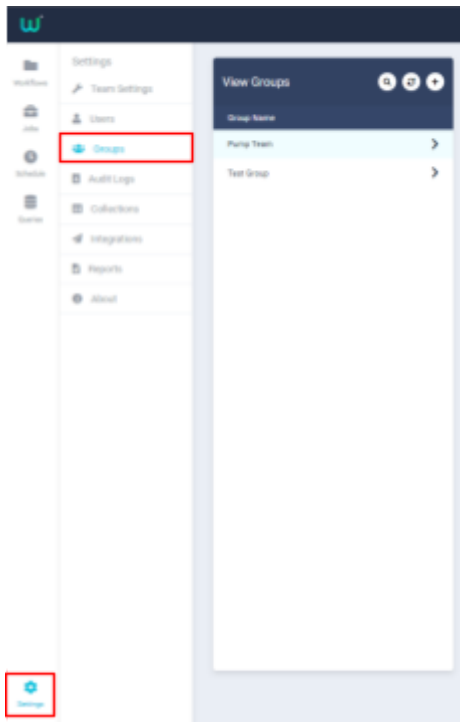 w
Workflows
Jobs
Schedule
Queries
Settings
Settings
Team Settings
Users
Groups
Audit Logs
Collections
Integrations
Reports
About
View Groups
Group Name
Pump Team
Test Group